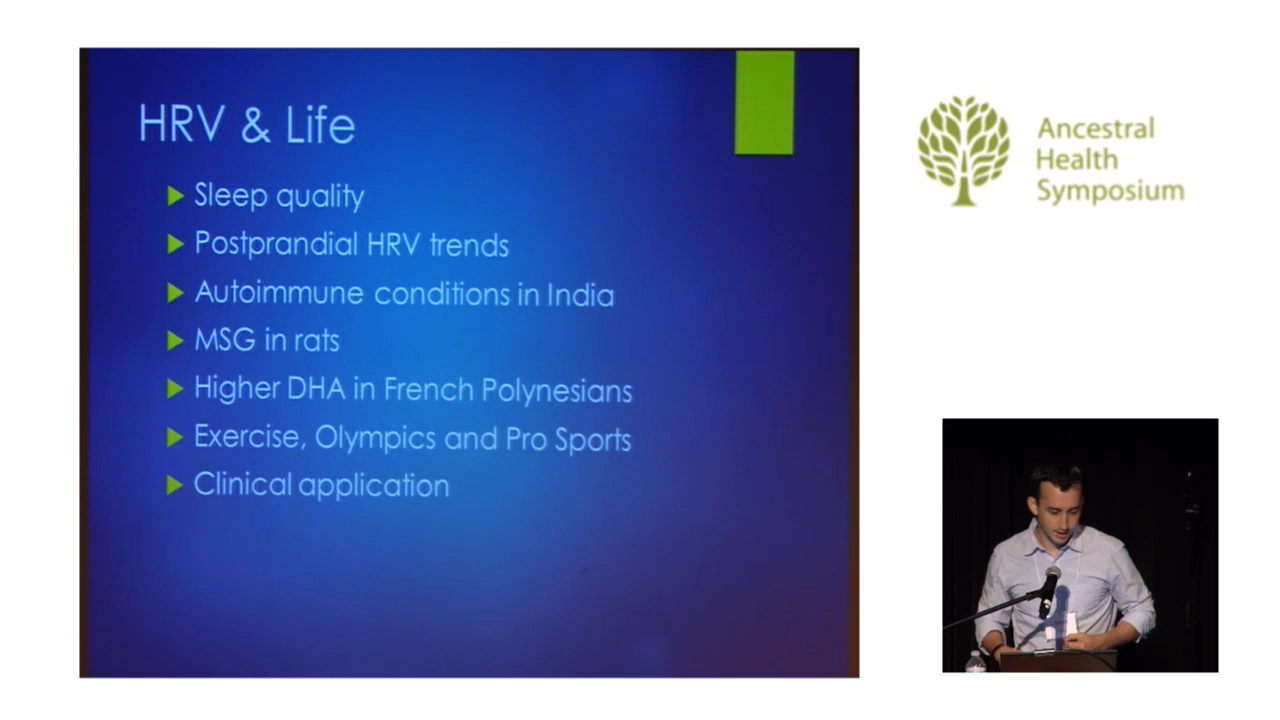 HRV & Life
Sleep quality
Postprandial HRV trends
Autoimmune conditions in India
MSG in rats
Higher DHA in French Polynesians
Exercise, Olympics and Pro Sports
Clinical application
Ancestral
Health
Symposium